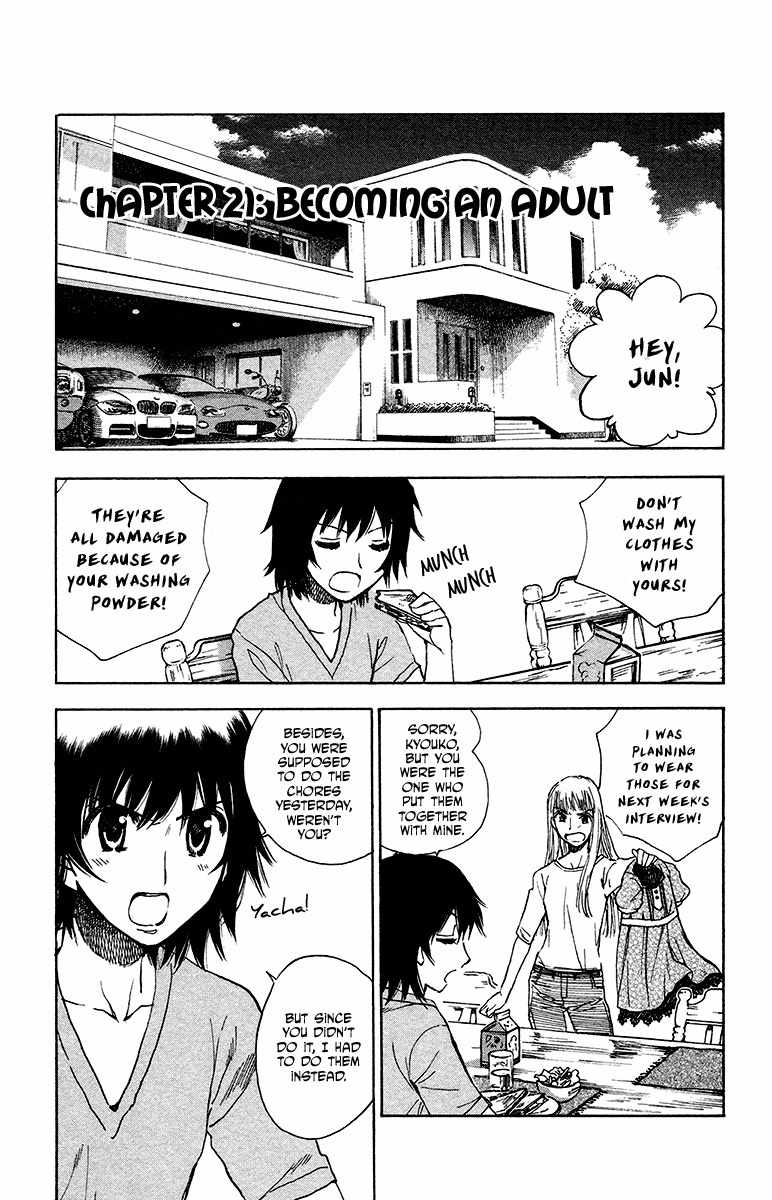 CHAPTER 21: BECOMING AN ADULT
HEY,
JUN!
DON'T
WASH MY
CLOTHES
WITH
YOURS!
MUNCH
MUNCH
THEY'RE
ALL DAMAGED
BECAUSE OF
YOUR WASHING
POWDER!
I WAS
PLANNING
TO WEAR
THOSE FOR
NEXT WEEK'S
INTERVIEW!
SORRY,
KYOUKO,
BUT YOU
WERE THE
ONE WHO
PUT THEM
TOGETHER
WITH MINE.
BESIDES,
YOU WERE
SUPPOSED
TO DO THE
CHORES
YESTERDAY,
WEREN'T
YOU?
Yacha!
BUT SINCE
YOU DIDN'T
DO IT, I HAD
TO DO THEM
INSTEAD.